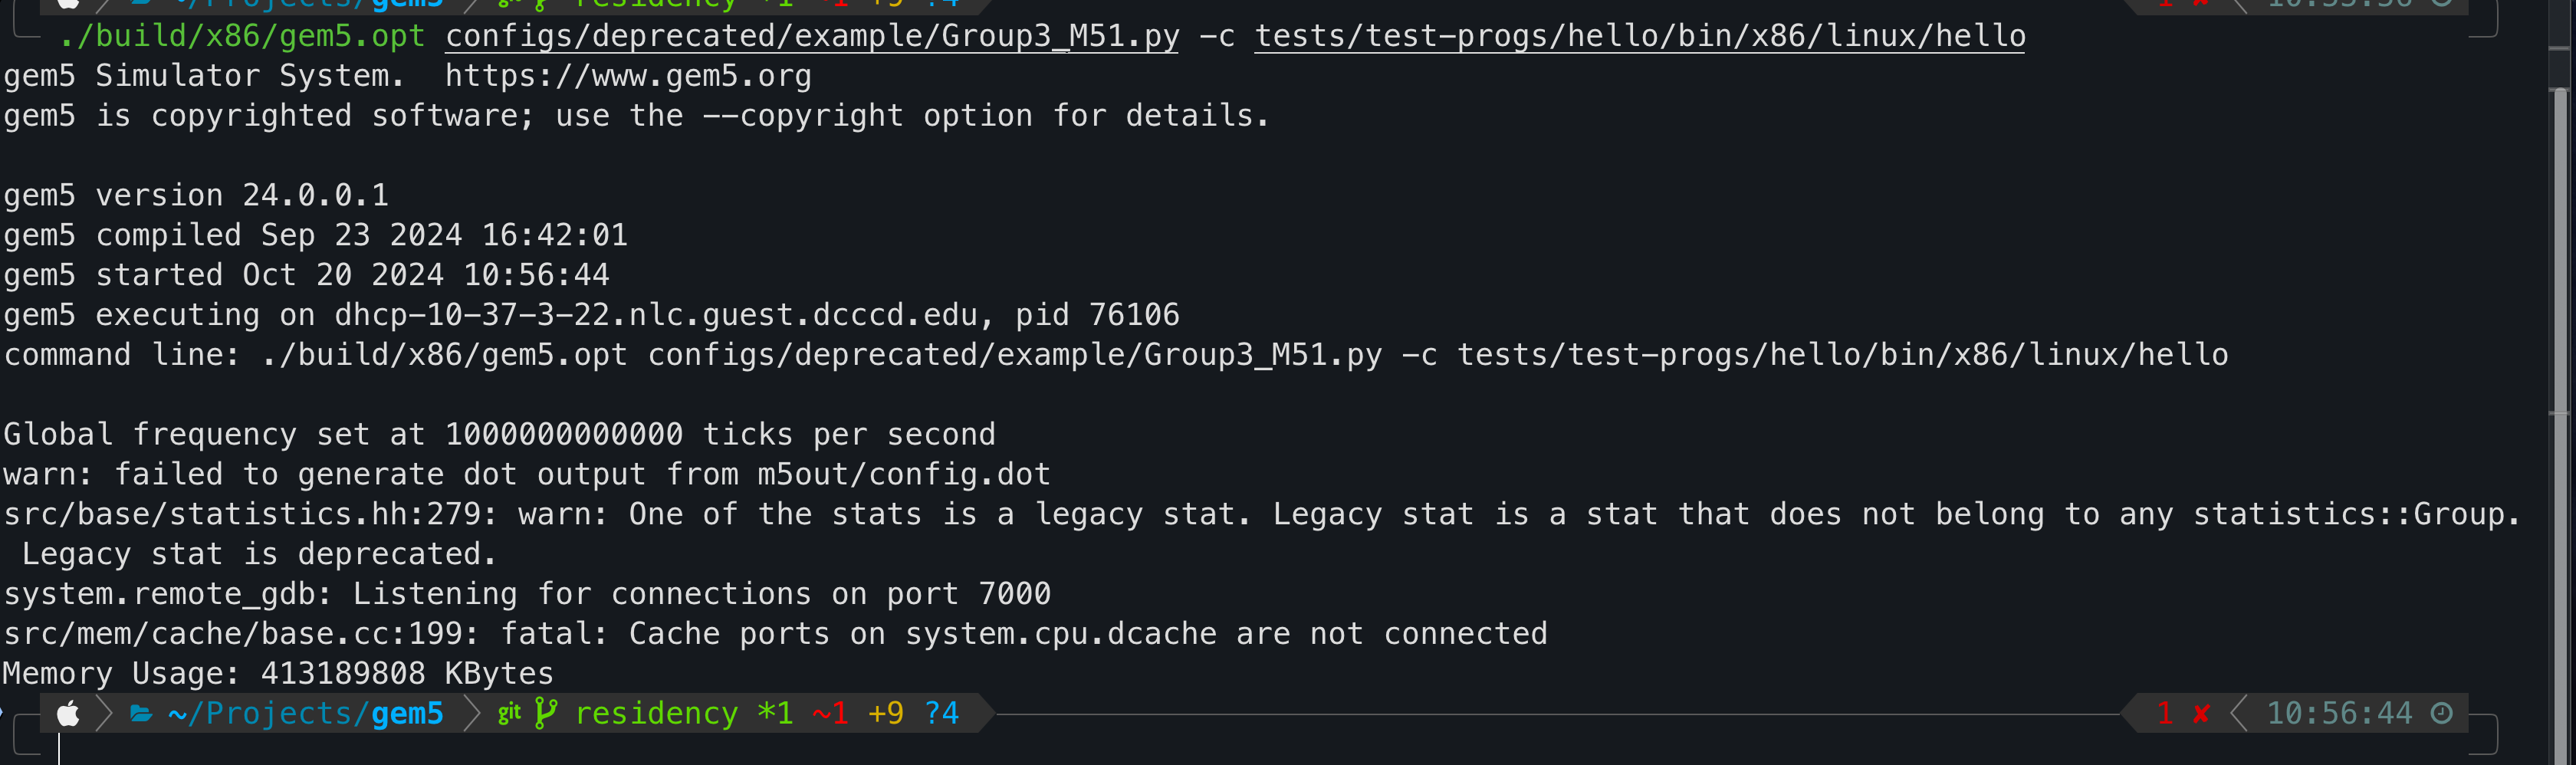 ~/Projects/gem5 git residency *1 ~1 +9 ?4 1 ✘ 10:55:56
./build/x86/gem5.opt configs/deprecated/example/Group3_M51.py -c tests/test-progs/hello/bin/x86/linux/hello
gem5 Simulator System.  https://www.gem5.org
gem5 is copyrighted software; use the --copyright option for details.
gem5 version 24.0.0.1
gem5 compiled Sep 23 2024 16:42:01
gem5 started Oct 20 2024 10:56:44
gem5 executing on dhcp-10-37-3-22.nlc.guest.dcccd.edu, pid 76106
command line: ./build/x86/gem5.opt configs/deprecated/example/Group3_M51.py -c tests/test-progs/hello/bin/x86/linux/hello
Global frequency set at 1000000000000 ticks per second
warn: failed to generate dot output from m5out/config.dot
src/base/statistics.hh:279: warn: One of the stats is a legacy stat. Legacy stat is a stat that does not belong to any statistics::Group.
Legacy stat is deprecated.
system.remote_gdb: Listening for connections on port 7000
src/mem/cache/base.cc:199: fatal: Cache ports on system.cpu.dcache are not connected
Memory Usage: 413189808 KBytes
~/Projects/gem5 git residency *1 ~1 +9 ?4 1 ✘ 10:56:44